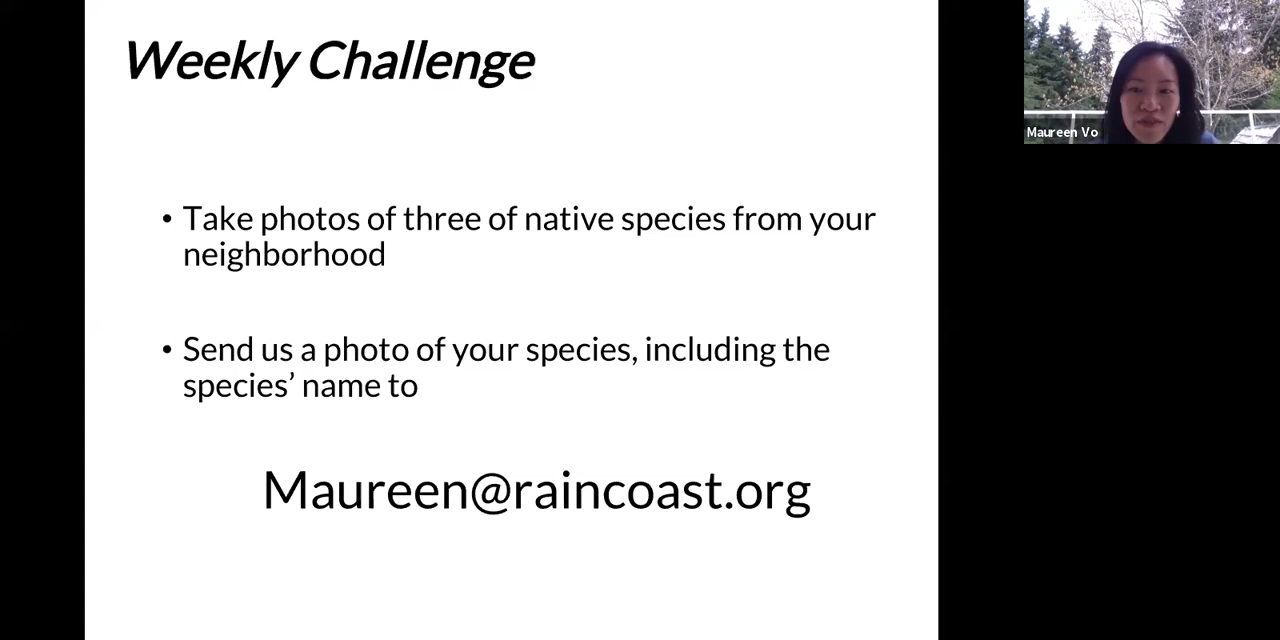 Weekly Challenge
• Take photos of three of native species from your
neighborhood
• Send us a photo of your species, including the
species’ name to
Maureen@raincoast.org
Maureen Vo